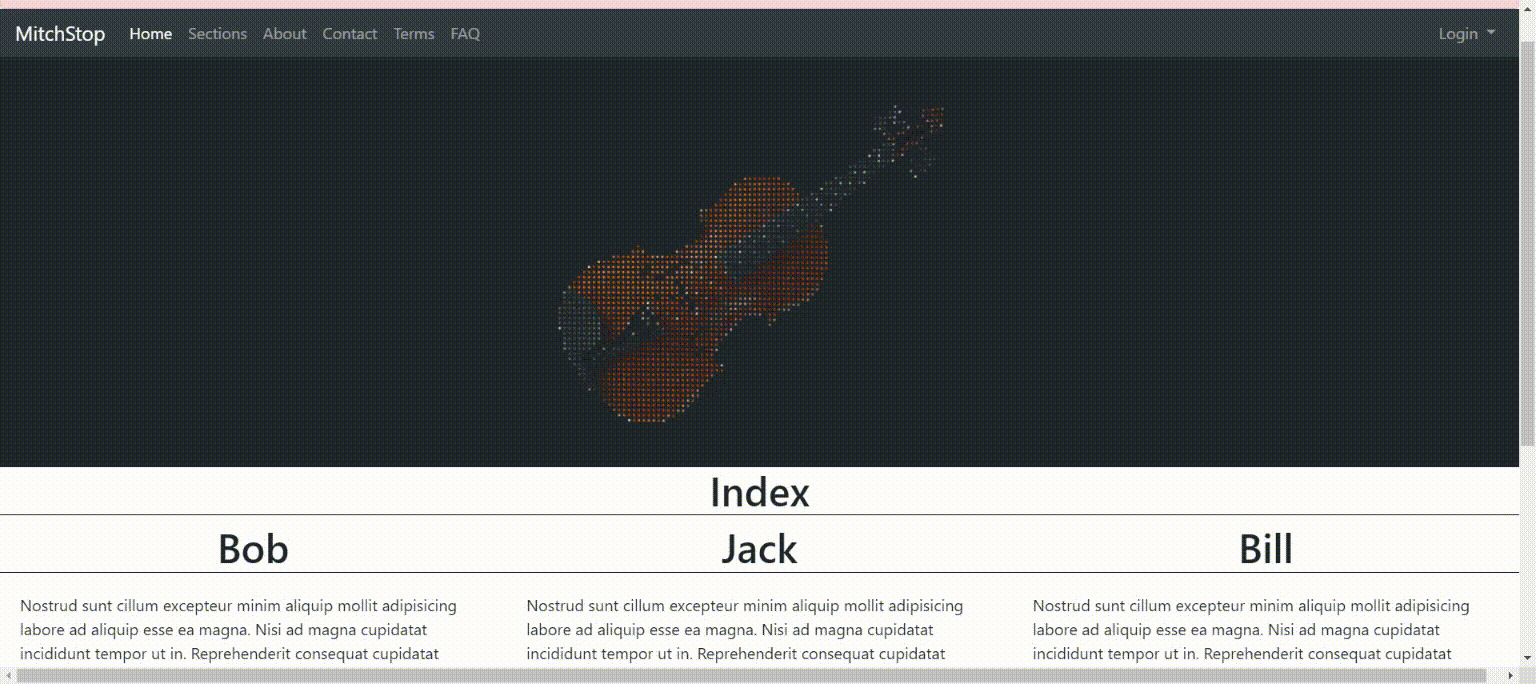 MitchStop Home Sections About Contact Terms FAQ Login
Index
Bob Jack Bill
Nostrud sunt cillum excepteur minim aliquip mollit adipisicing
labore ad aliquip esse ea magna. Nisi ad magna cupidatat
incididunt tempor ut in. Reprehenderit consequat cupidatat
Nostrud sunt cillum excepteur minim aliquip mollit adipisicing
labore ad aliquip esse ea magna. Nisi ad magna cupidatat
incididunt tempor ut in. Reprehenderit consequat cupidatat
Nostrud sunt cillum excepteur minim aliquip mollit adipisicing
labore ad aliquip esse ea magna. Nisi ad magna cupidatat
incididunt tempor ut in. Reprehenderit consequat cupidatat